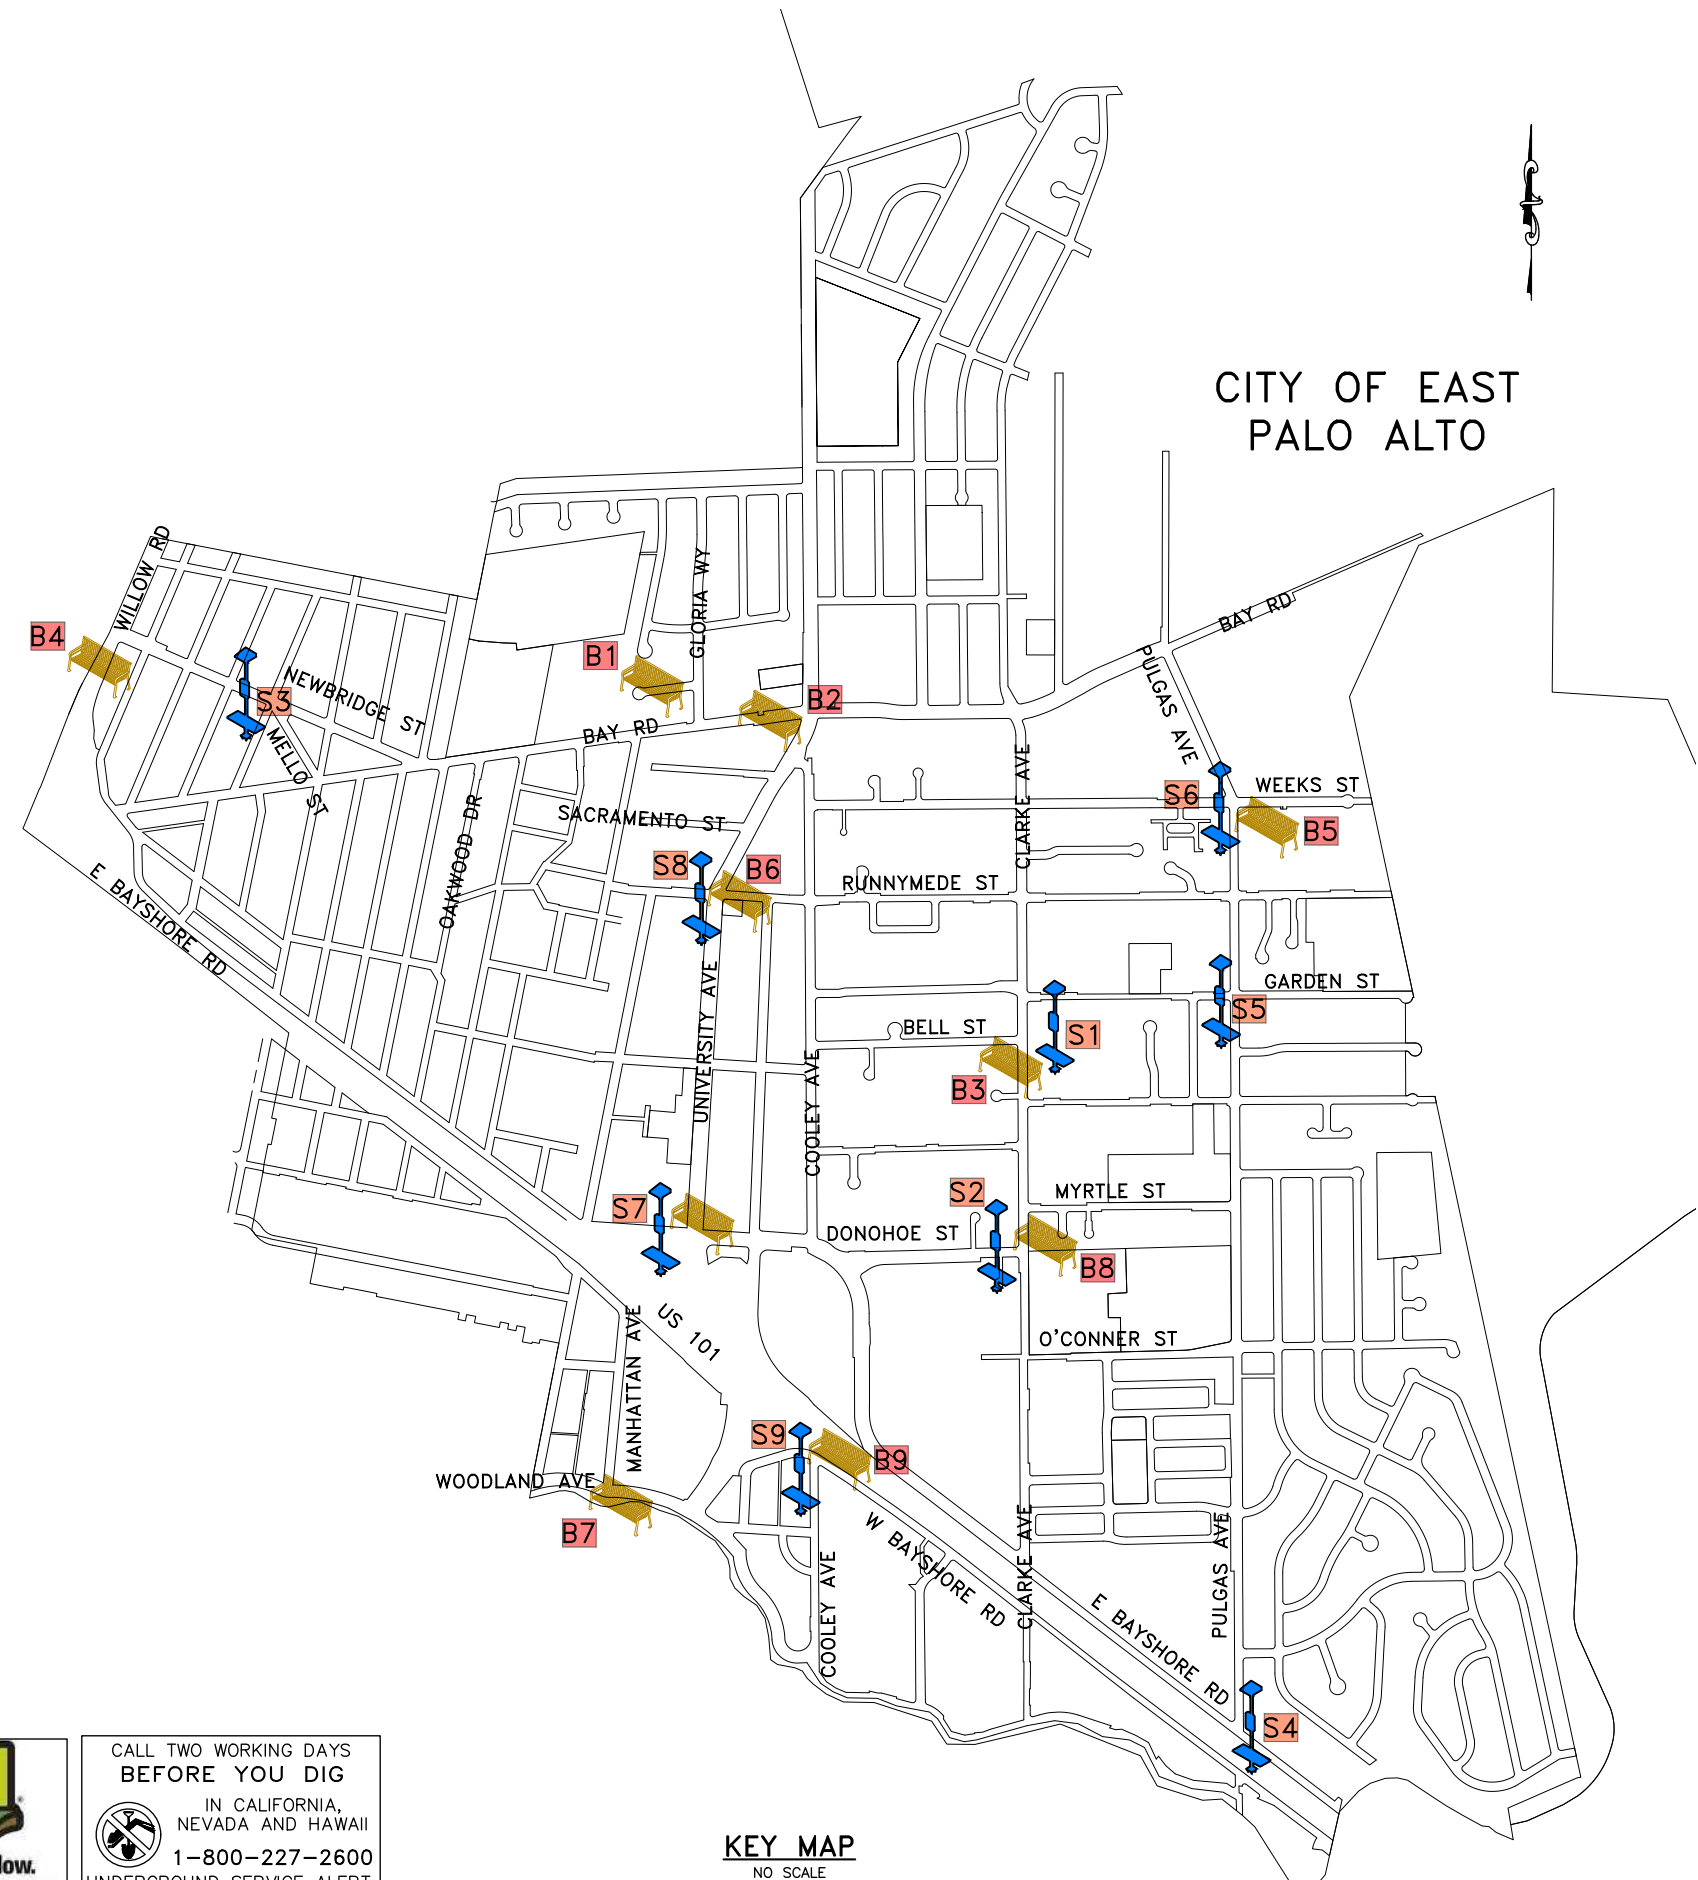 CITY OF EAST
PALO ALTO
WILLOW RD
B4
S3
NEWBRIDGE ST
MELLO ST
GLORIA WY
B1
B2
BAY RD
BAY RD
PULGAS AVE
CLARKE AVE
S6
WEEKS ST
B5
SACRAMENTO ST
OAKWOOD DR
E BAYSHORE RD
S8
B6
RUNNYMEDE ST
GARDEN ST
S5
UNIVERSITY AVE
BELL ST
S1
B3
COOLEY AVE
S7
S2
MYRTLE ST
DONOHOE ST
B8
US 101
MANHATTAN AVE
O'CONNER ST
S9
B9
WOODLAND AVE
B7
W BAYSHORE RD
COOLEY AVE
CLARKE AVE
PULGAS AVE
E BAYSHORE RD
S4
CALL TWO WORKING DAYS
BEFORE YOU DIG
IN CALIFORNIA,
NEVADA AND HAWAII
1-800-227-2600
UNDERGROUND SERVICE ALERT
KEY MAP
NO SCALE